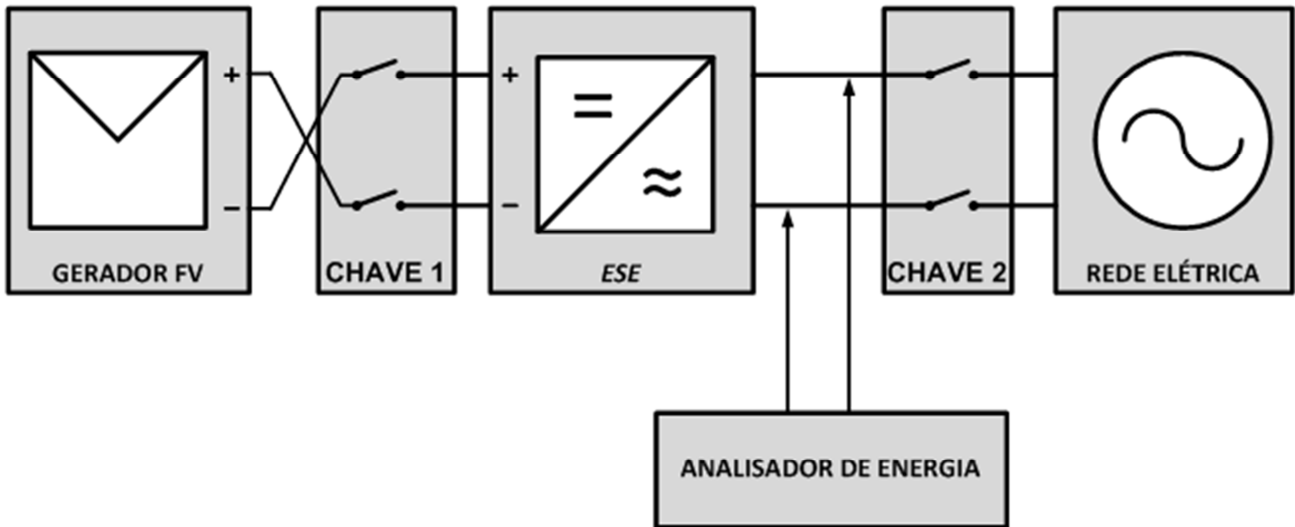 +
−
+
−
GERADOR FV
CHAVE 1
ESE
CHAVE 2
REDE ELÉTRICA
ANALISADOR DE ENERGIA